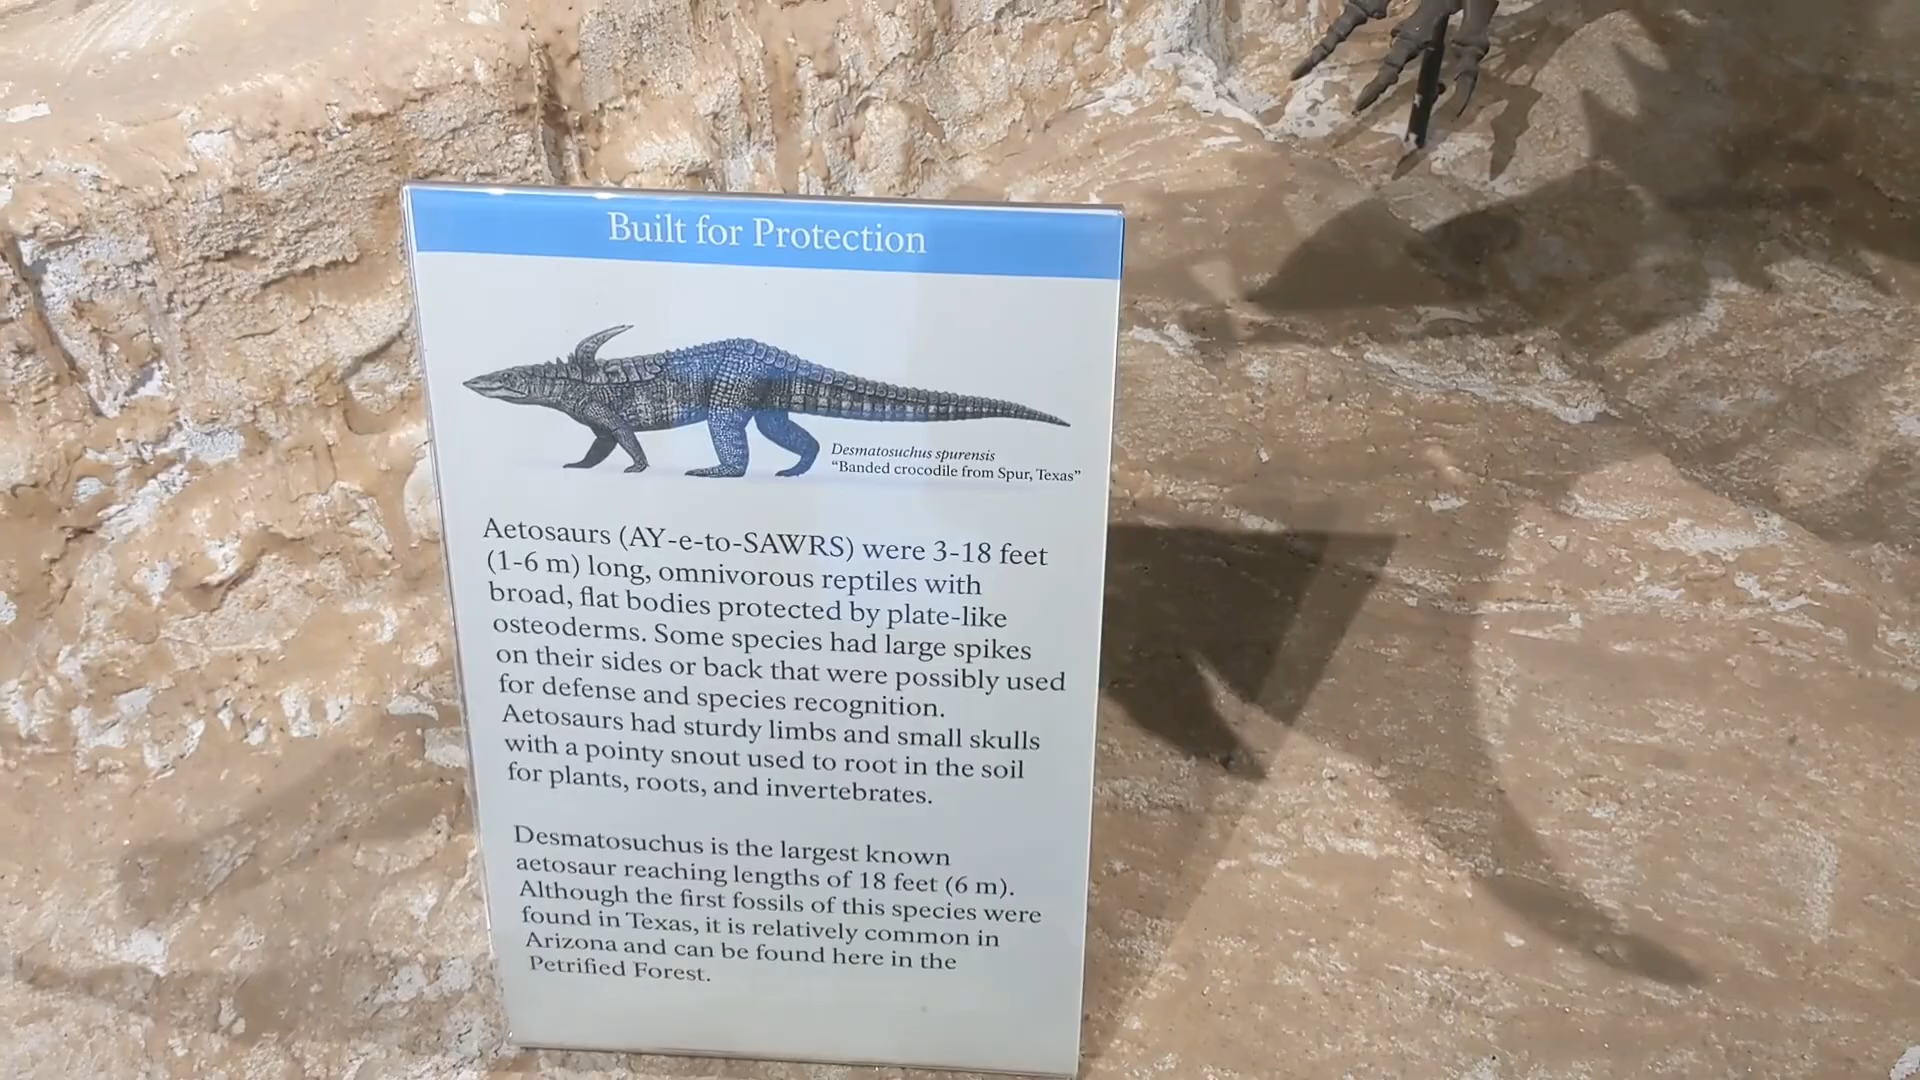 Built for Protection
Desmatosuchus spurensis
“Banded crocodile from Spur, Texas”
Aetosaurs (AY-e-to-SAWRS) were 3-18 feet
(1-6 m) long, omnivorous reptiles with
broad, flat bodies protected by plate-like
osteoderms. Some species had large spikes
on their sides or back that were possibly used
for defense and species recognition.
Aetosaurs had sturdy limbs and small skulls
with a pointy snout used to root in the soil
for plants, roots, and invertebrates.
Desmatosuchus is the largest known
aetosaur reaching lengths of 18 feet (6 m).
Although the first fossils of this species were
found in Texas, it is relatively common in
Arizona and can be found here in the
Petrified Forest.